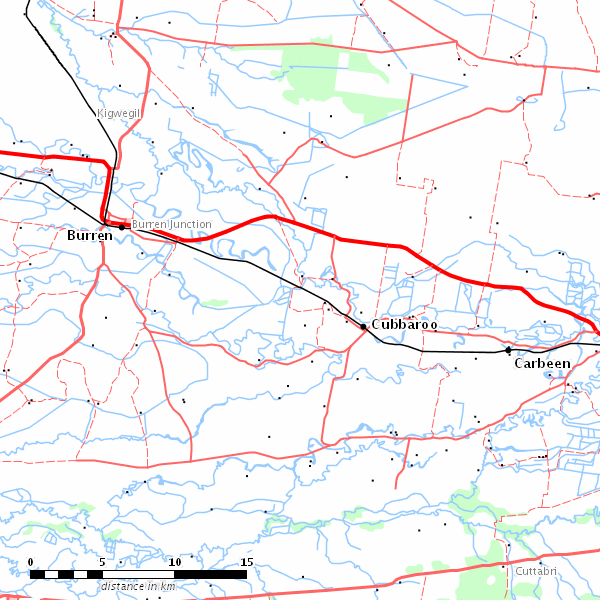 Kigwegil
Burren Junction
Burren
Cubbaroo
Carbeen
0 5 10 15
distance in km
Cuttabri